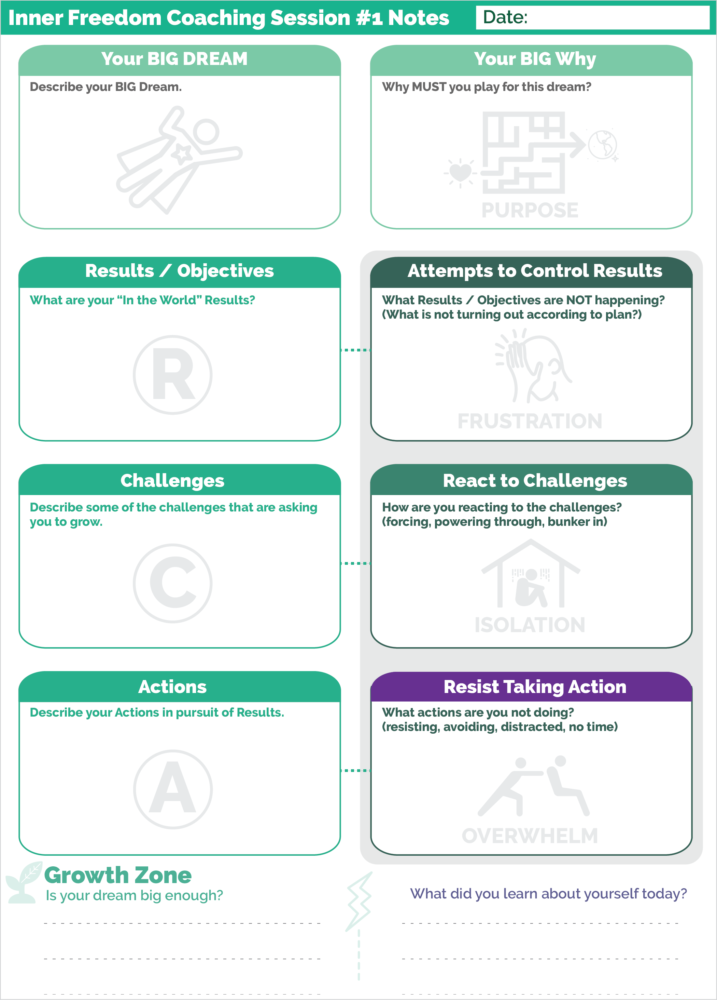 Inner Freedom Coaching Session #1 Notes
Date:
Your BIG DREAM
Describe your BIG Dream.
Your BIG Why
Why MUST you play for this dream?
PURPOSE
Results / Objectives
What are your “In the World” Results?
R
Attempts to Control Results
What Results / Objectives are NOT happening?
(What is not turning out according to plan?)
FRUSTRATION
Challenges
Describe some of the challenges that are asking
you to grow.
C
React to Challenges
How are you reacting to the challenges?
(forcing, powering through, bunker in)
ISOLATION
Actions
Describe your Actions in pursuit of Results.
A
Resist Taking Action
What actions are you not doing?
(resisting, avoiding, distracted, no time)
OVERWHELM
Growth Zone
Is your dream big enough?
What did you learn about yourself today?